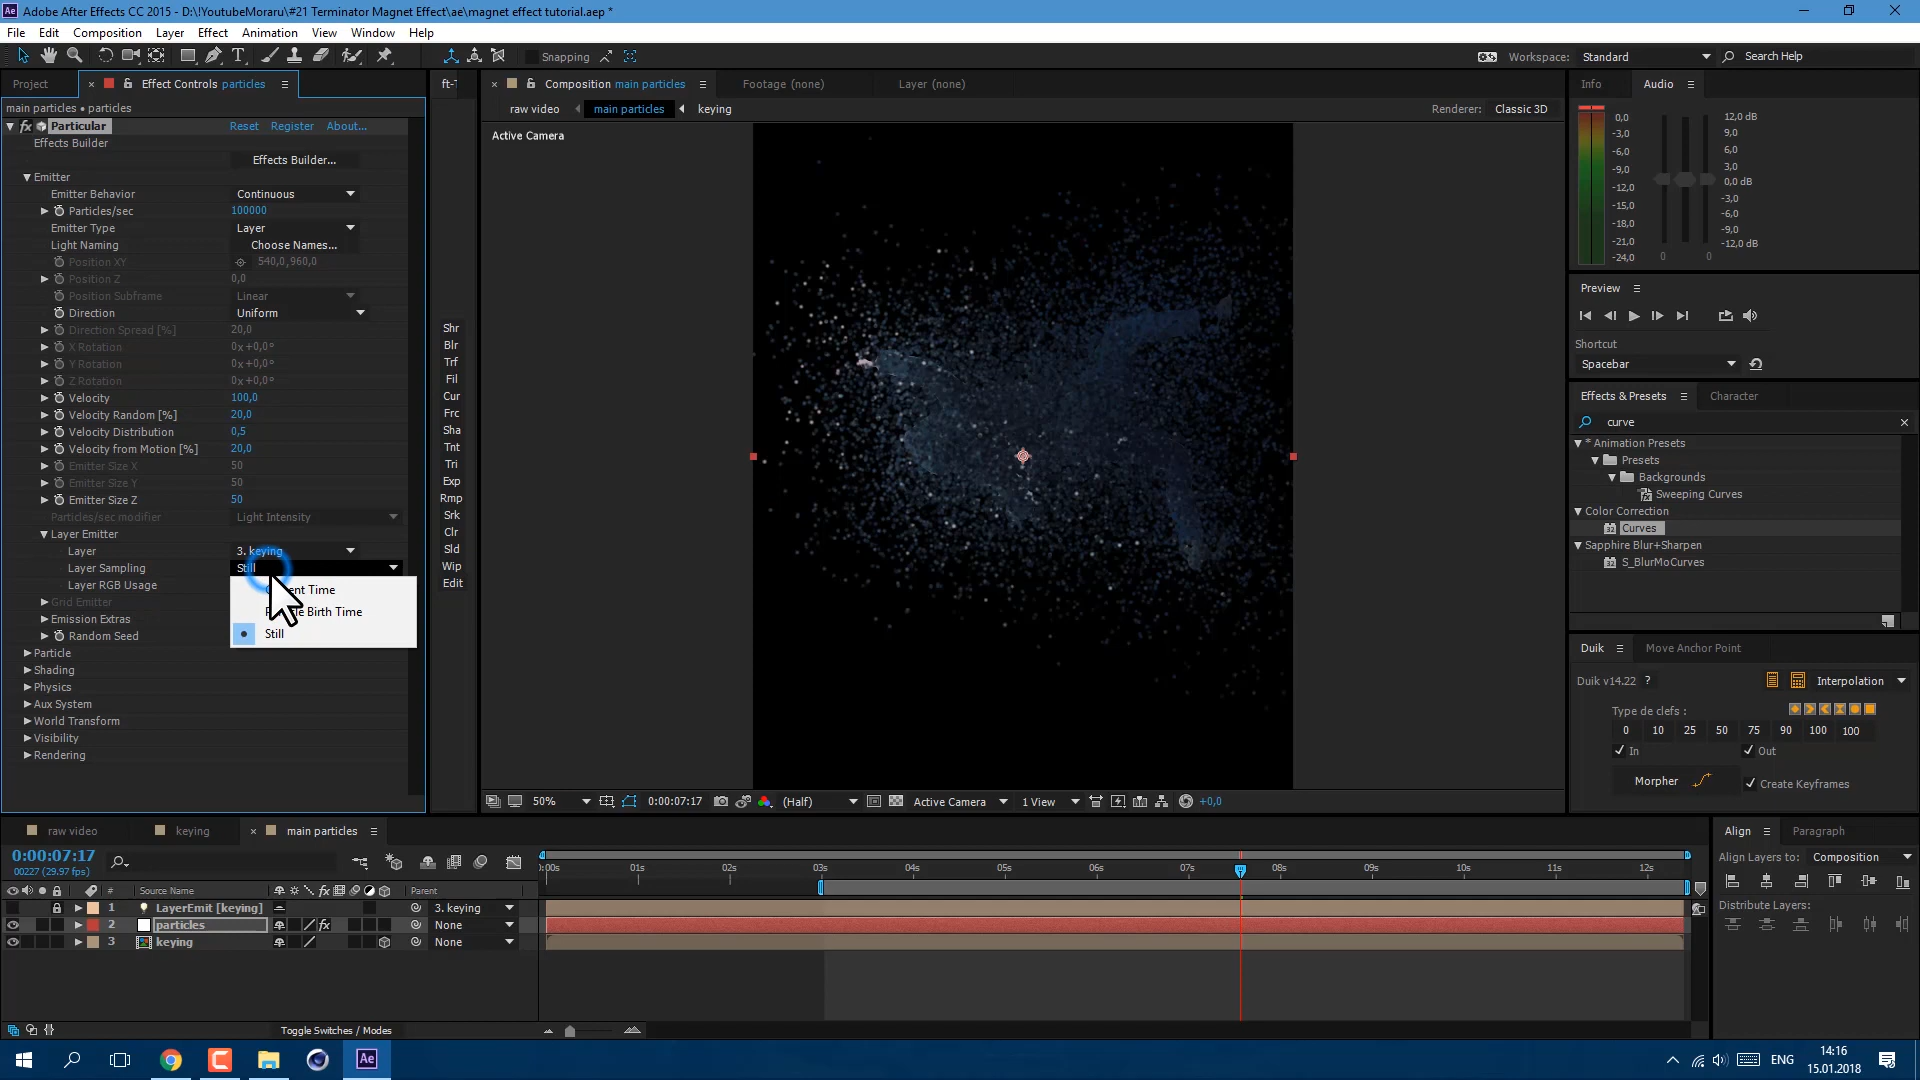 Adobe After Effects CC 2015 - D:\!YoutubeMoraru\#21 Terminator Magnet Effect\ae\magnet effect tutorial.aep *
File Edit Composition Layer Effect Animation View Window Help
Snapping
Workspace: Standard Search Help
Project × Effect Controls particles
main particles • particles
fx Particular Reset Register About...
Effects Builder
Effects Builder...
Emitter
Emitter Behavior Continuous
Particles/sec 100000
Emitter Type Layer
Light Naming Choose Names...
Position XY 540,0,960,0
Position Z 0,0
Position Subframe Linear
Direction Uniform
Direction Spread [%] 20,0
X Rotation 0x+0,0°
Y Rotation 0x+0,0°
Z Rotation 0x+0,0°
Velocity 100,0
Velocity Random [%] 20,0
Velocity Distribution 0,5
Velocity from Motion [%] 20,0
Emitter Size X 50
Emitter Size Y 50
Emitter Size Z 50
Particles/sec modifier Light Intensity
Layer Emitter
Layer 3. keying
Layer Sampling Still
Layer RGB Usage
Grid Emitter
Emission Extras
Random Seed
ent Time
e Birth Time
Still
Particle
Shading
Physics
Aux System
World Transform
Visibility
Rendering
ft-T
Shr
Blr
Trf
Fil
Cur
Frc
Sha
Tnt
Tri
Exp
Rmp
Srk
Clr
Sld
Wip
Edit
× Composition main particles Footage (none) Layer (none)
raw video main particles keying Renderer: Classic 3D
Active Camera
50% 0:00:07:17 (Half) Active Camera 1 View +0,0
Info Audio
0,0
-3,0
-6,0
-9,0
-12,0
-15,0
-18,0
-21,0
-24,0
0 0
12,0 dB
9,0
6,0
3,0
0,0 dB
-3,0
-6,0
-9,0
-12,0 dB
Preview
Shortcut
Spacebar
Effects & Presets Character
curve
* Animation Presets
Presets
Backgrounds
Sweeping Curves
Color Correction
Curves
Sapphire Blur+Sharpen
S_BlurMoCurves
Duik Move Anchor Point
Duik v14.22 ? Interpolation
Type de clefs :
0 10 25 50 75 90 100 100
In Out
Morpher Create Keyframes
raw video keying × main particles
0:00:07:17
00227 (29.97 fps)
# Source Name fx Parent
1 LayerEmit [keying] 3. keying
2 particles fx None
3 keying None
:00s 01s 02s 03s 04s 05s 06s 07s 08s 09s 10s 11s 12s
Toggle Switches / Modes
Align Paragraph
Align Layers to: Composition
Distribute Layers:
Ae
ENG
14:16
15.01.2018